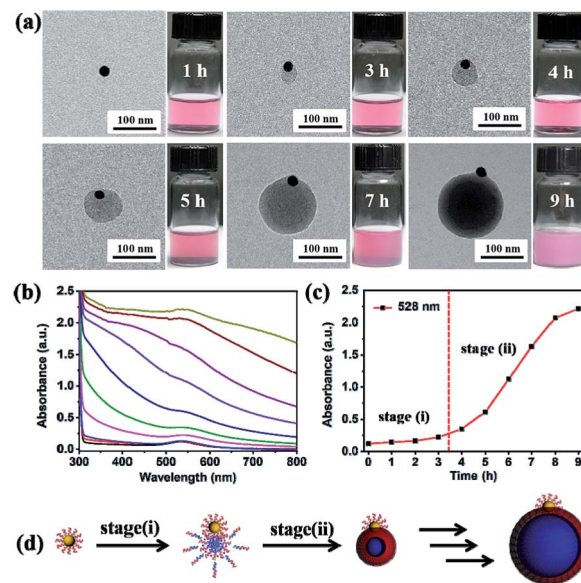 (a)
1 h
100 nm
3 h
100 nm
4 h
100 nm
5 h
100 nm
7 h
100 nm
9 h
100 nm
(b)
2.5
2.0
1.5
1.0
0.5
0.0
300 400 500 600 700 800
Absorbance (a.u.)
Wavelength (nm)
(c)
2.5
2.0
1.5
1.0
0.5
0.0
0 1 2 3 4 5 6 7 8 9
Absorbance (a.u.)
Time (h)
528 nm
stage (i)
stage (ii)
(d)
stage(i)
stage(ii)